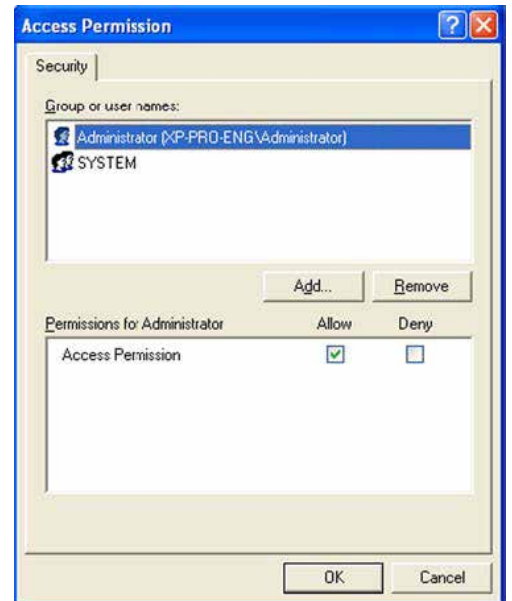 Access Permission
Security
Group or user names:
Administrator (XP-PRO-ENG\Administrator)
SYSTEM
Add... Remove
Permissions for Administrator Allow Deny
Access Permission
OK Cancel